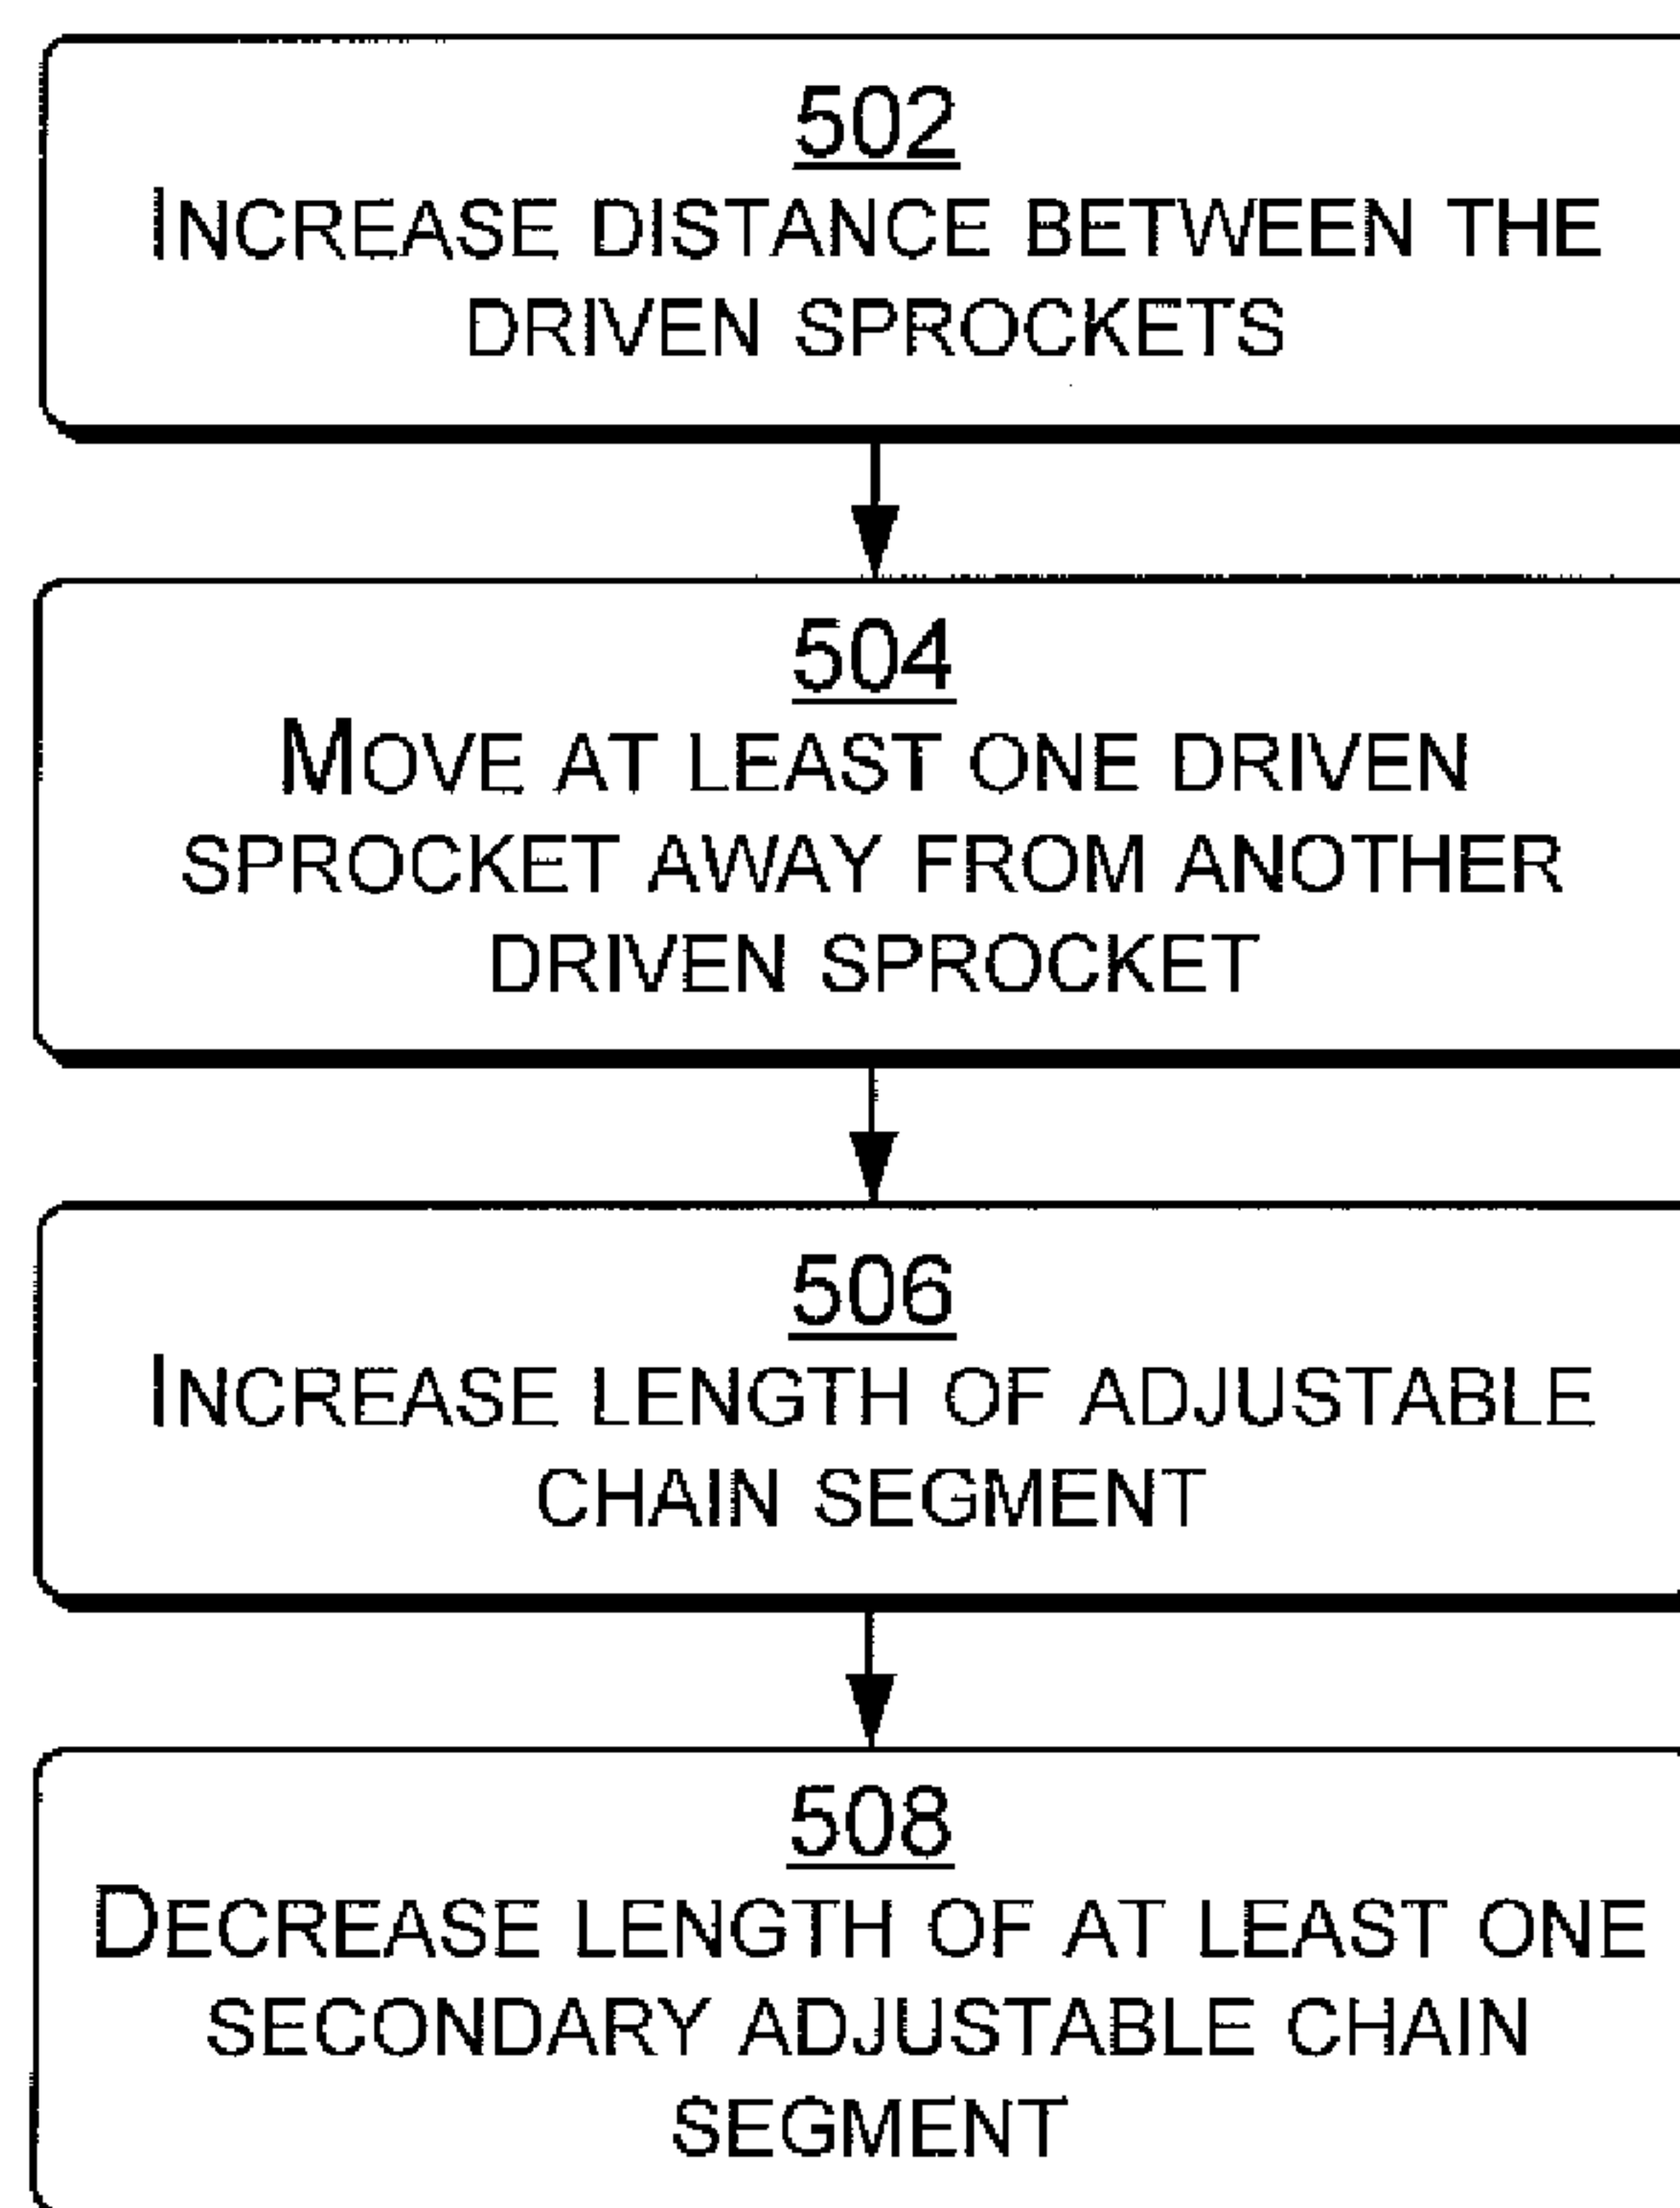 502
INCREASE DISTANCE BETWEEN THE
DRIVEN SPROCKETS
504
MOVE AT LEAST ONE DRIVEN
SPROCKET AWAY FROM ANOTHER
DRIVEN SPROCKET
506
INCREASE LENGTH OF ADJUSTABLE
CHAIN SEGMENT
508
DECREASE LENGTH OF AT LEAST ONE
SECONDARY ADJUSTABLE CHAIN
SEGMENT